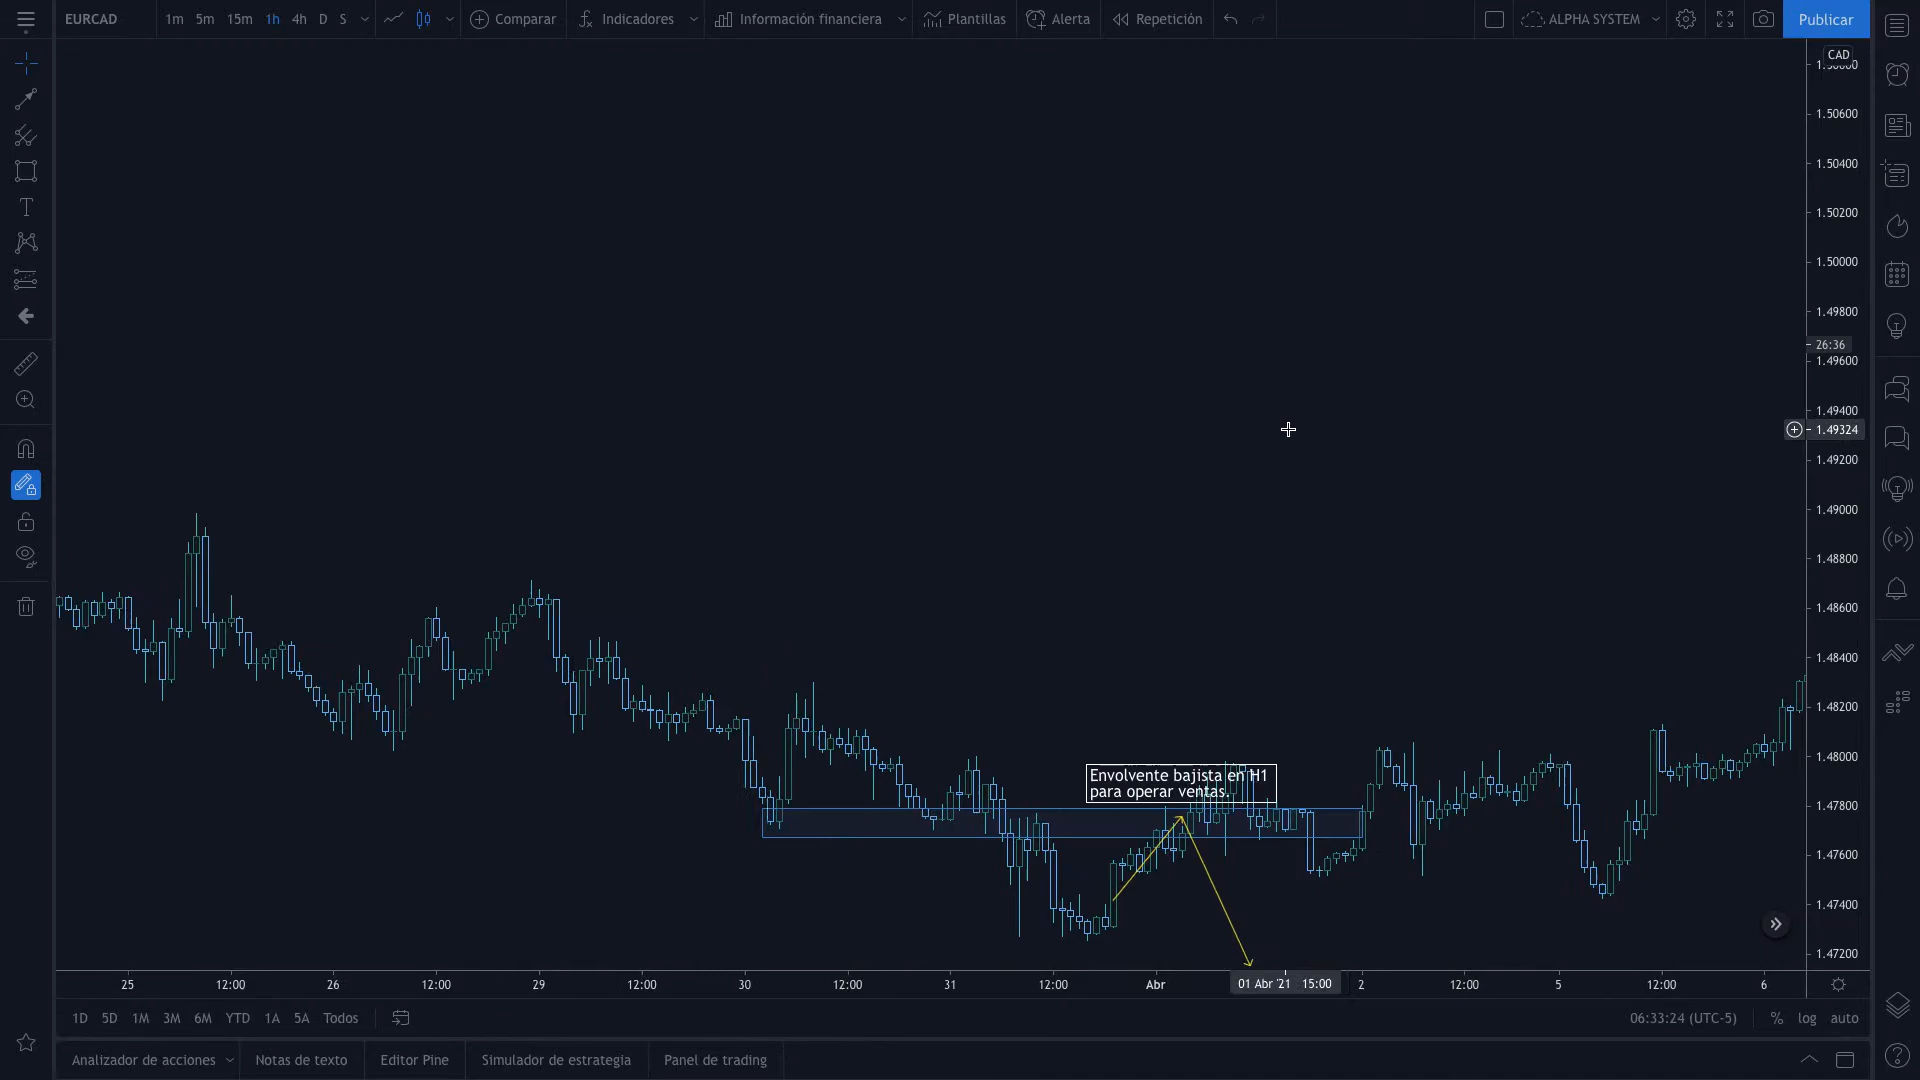 EURCAD
1m 5m 15m 1h 4h D S
Comparar
Indicadores
Información financiera
Plantillas
Alerta
Repetición
ALPHA SYSTEM
Publicar
CAD
1.50600
1.50400
1.50200
1.50000
1.49800
26:36
1.49600
1.49400
1.49324
1.49200
1.49000
1.48800
1.48600
1.48400
1.48200
1.48000
1.47800
1.47600
1.47400
1.47200
Envolvente bajista en H1
para operar ventas.
25 12:00 26 12:00 29 12:00 30 12:00 31 12:00 Abr 01 Abr '21 15:00 2 12:00 5 12:00 6
1D 5D 1M 3M 6M YTD 1A 5A Todos
06:33:24 (UTC-5) % log auto
Analizador de acciones Notas de texto Editor Pine Simulador de estrategia Panel de trading